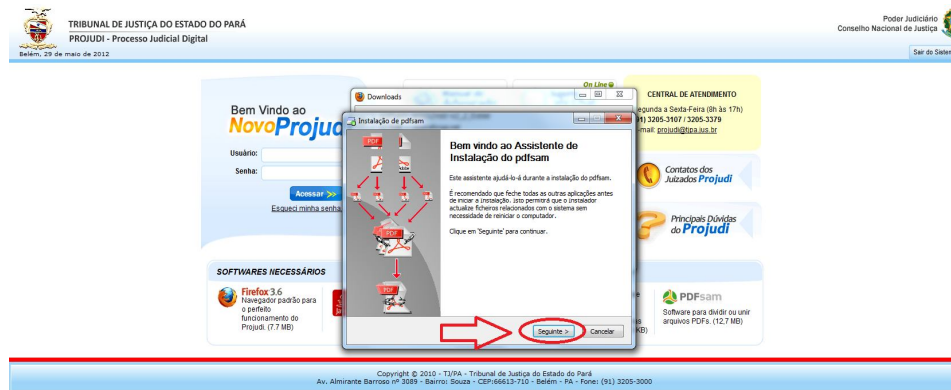 TRIBUNAL DE JUSTIÇA DO ESTADO DO PARÁ
PROJUDI - Processo Judicial Digital
Belém, 29 de maio de 2012
Poder Judiciário
Conselho Nacional de Justiça
Sair do Sistem
Bem Vindo ao
NovoProjud
Usuário:
Senha:
Acessar >>
Esqueci minha senha
On Line
Downloads
Instalação de pdfsam
Bem vindo ao Assistente de
Instalação do pdfsam
Este assistente ajudá-lo-á durante a instalação do pdfsam.
É recomendado que feche todas as outras aplicações antes
de iniciar a Instalação. Isto permitirá que o Instalador
actualize ficheiros relacionados com o sistema sem
necessidade de reiniciar o computador.
Clique em 'Seguinte' para continuar.
PDF
PDF
PDF
Seguinte >
Cancelar
CENTRAL DE ATENDIMENTO
egunda a Sexta-Feira (8h às 17h)
91) 3205-3107 / 3205-3379
mail: projudi@tjpa.jus.br
Contatos dos
Juizados Projudi
Principais Dúvidas
do Projudi
SOFTWARES NECESSÁRIOS
Firefox 3.6
Navegador padrão para
o perfeito
funcionamento do
Projudi. (7.7 MB)
KB)
PDFsam
Software para dividir ou unir
arquivos PDFs. (12,7 MB)
Copyright © 2010 - TJ/PA - Tribunal de Justiça do Estado do Pará
Av. Almirante Barroso nº 3089 - Bairro: Souza - CEP:66613-710 - Belém - PA - Fone: (91) 3205-3000